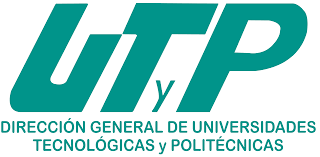 UTyP
DIRECCIÓN GENERAL DE UNIVERSIDADES
TECNOLÓGICAS y POLITÉCNICAS